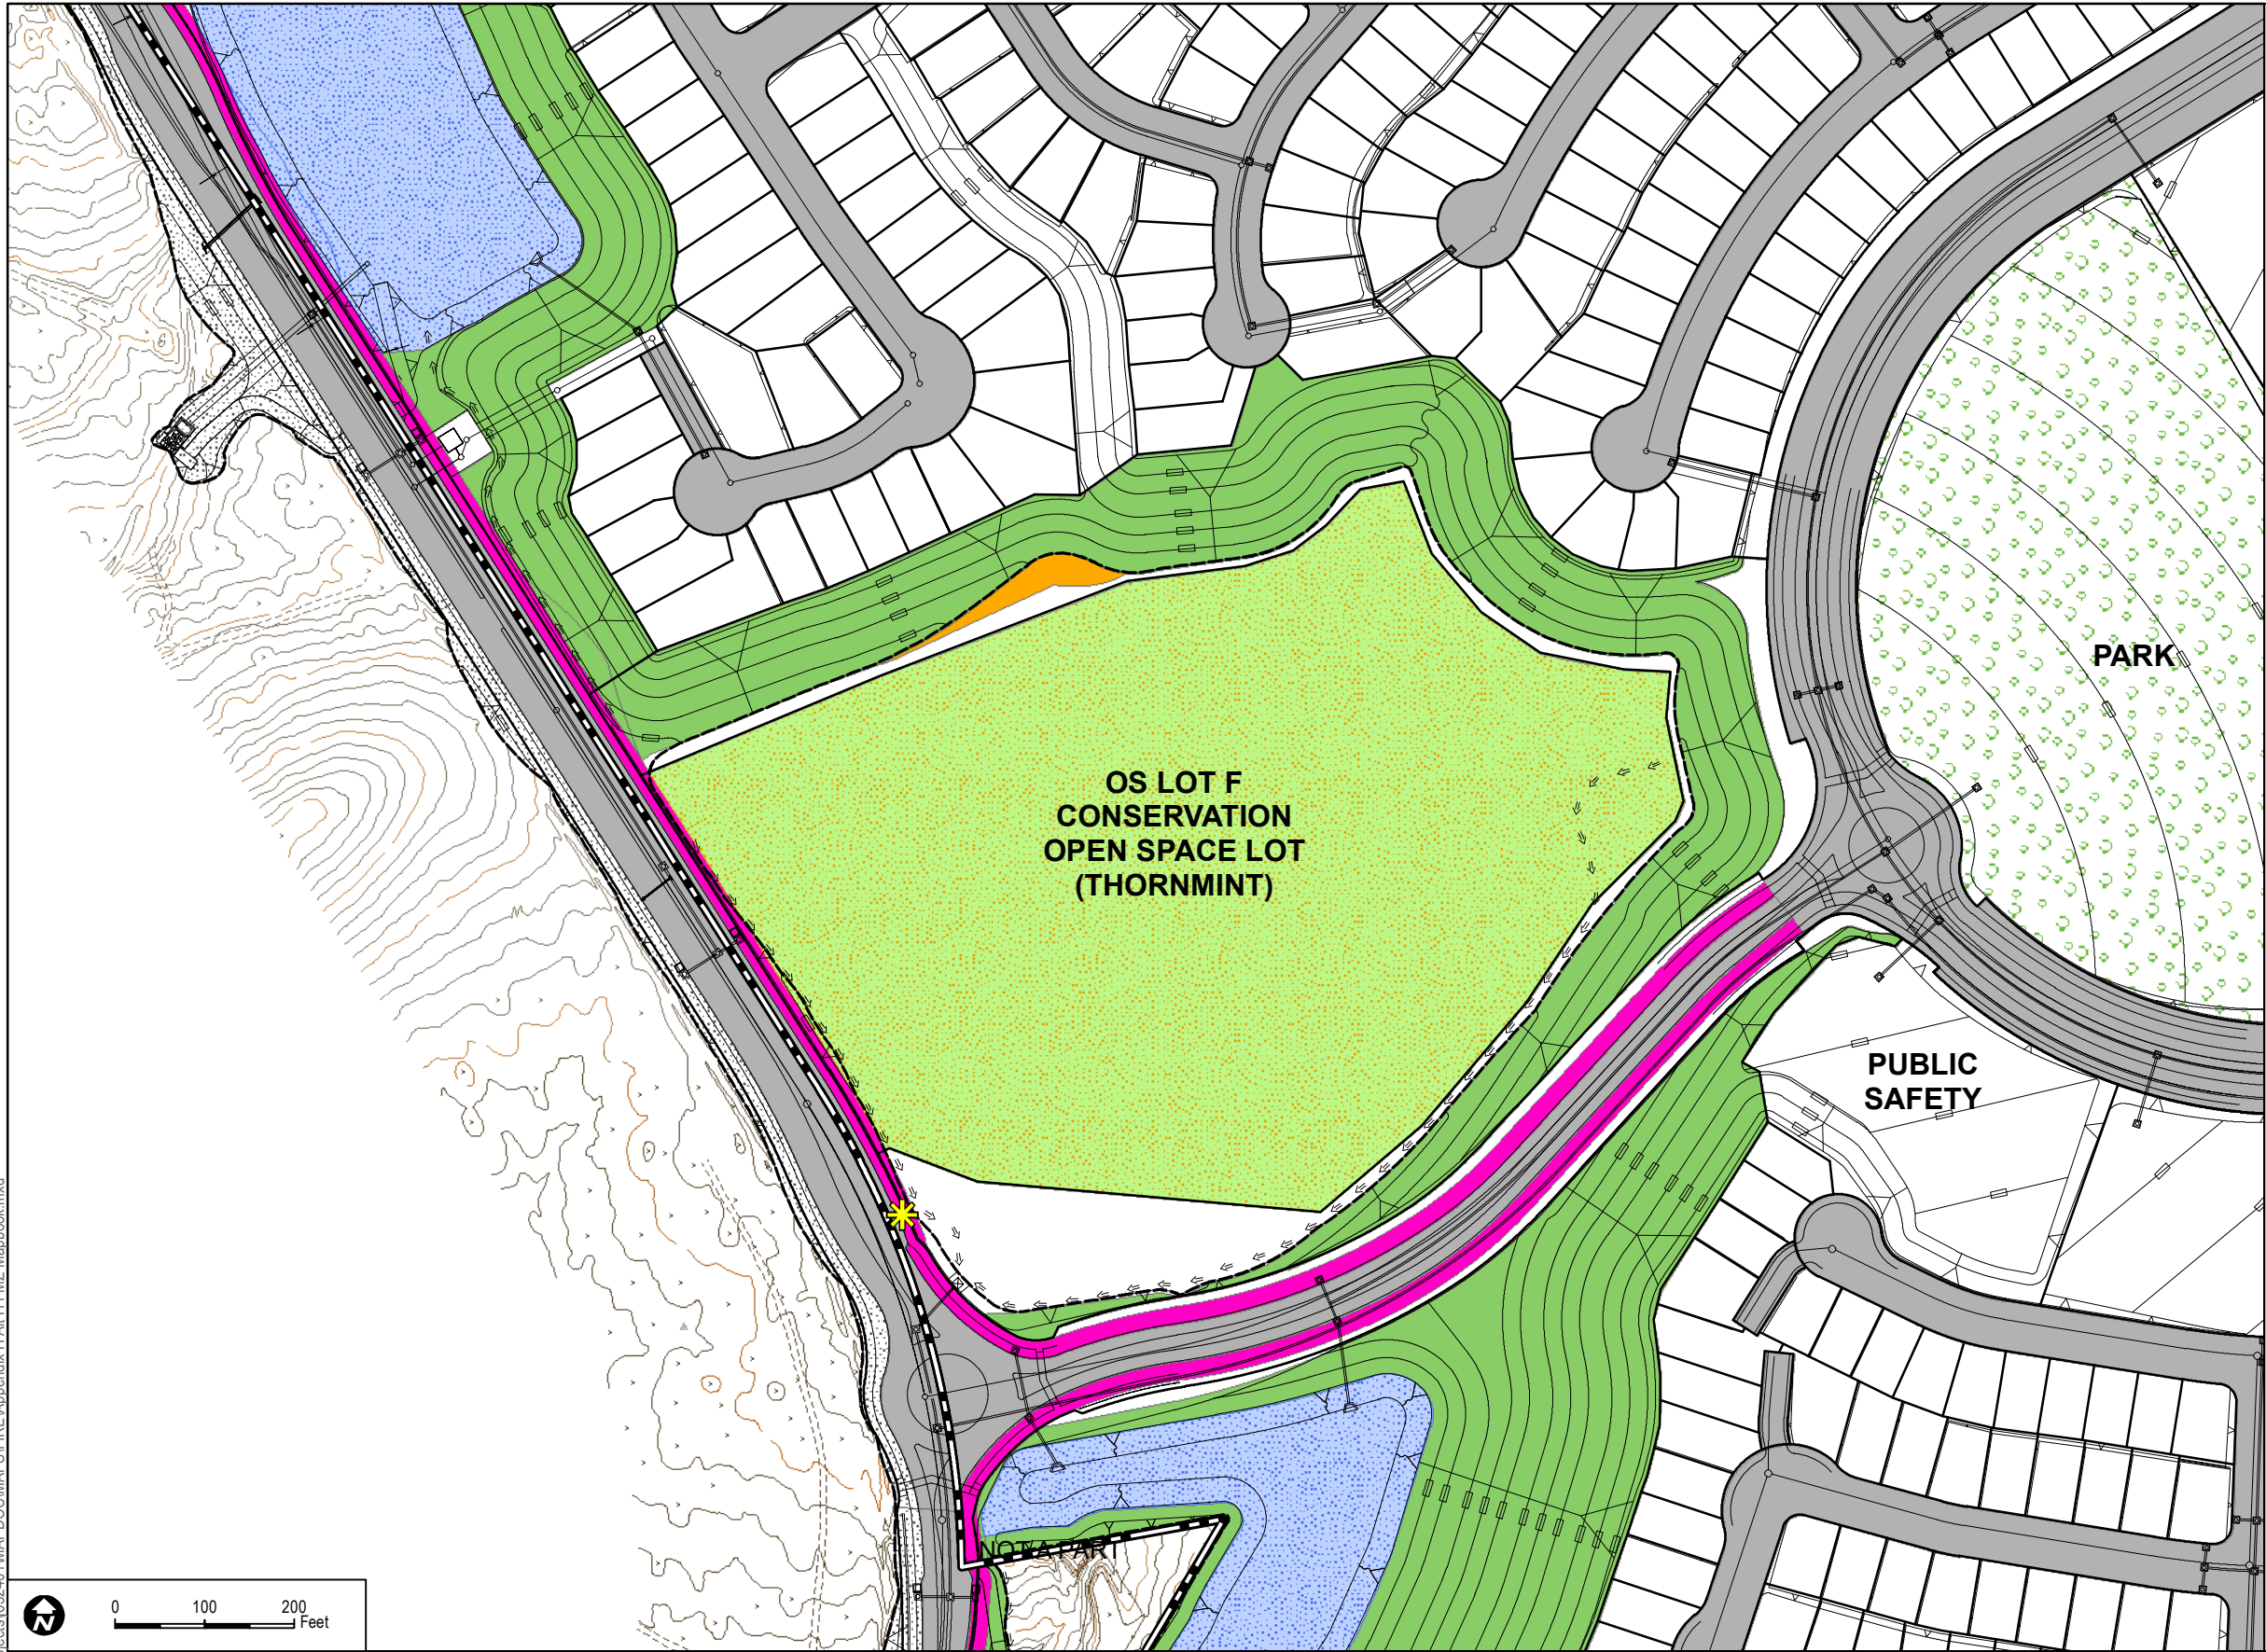 PARK
OS LOT F
CONSERVATION
OPEN SPACE LOT
(THORNMINT)
PUBLIC
SAFETY
NOT A PART
N
0 100 200
Feet